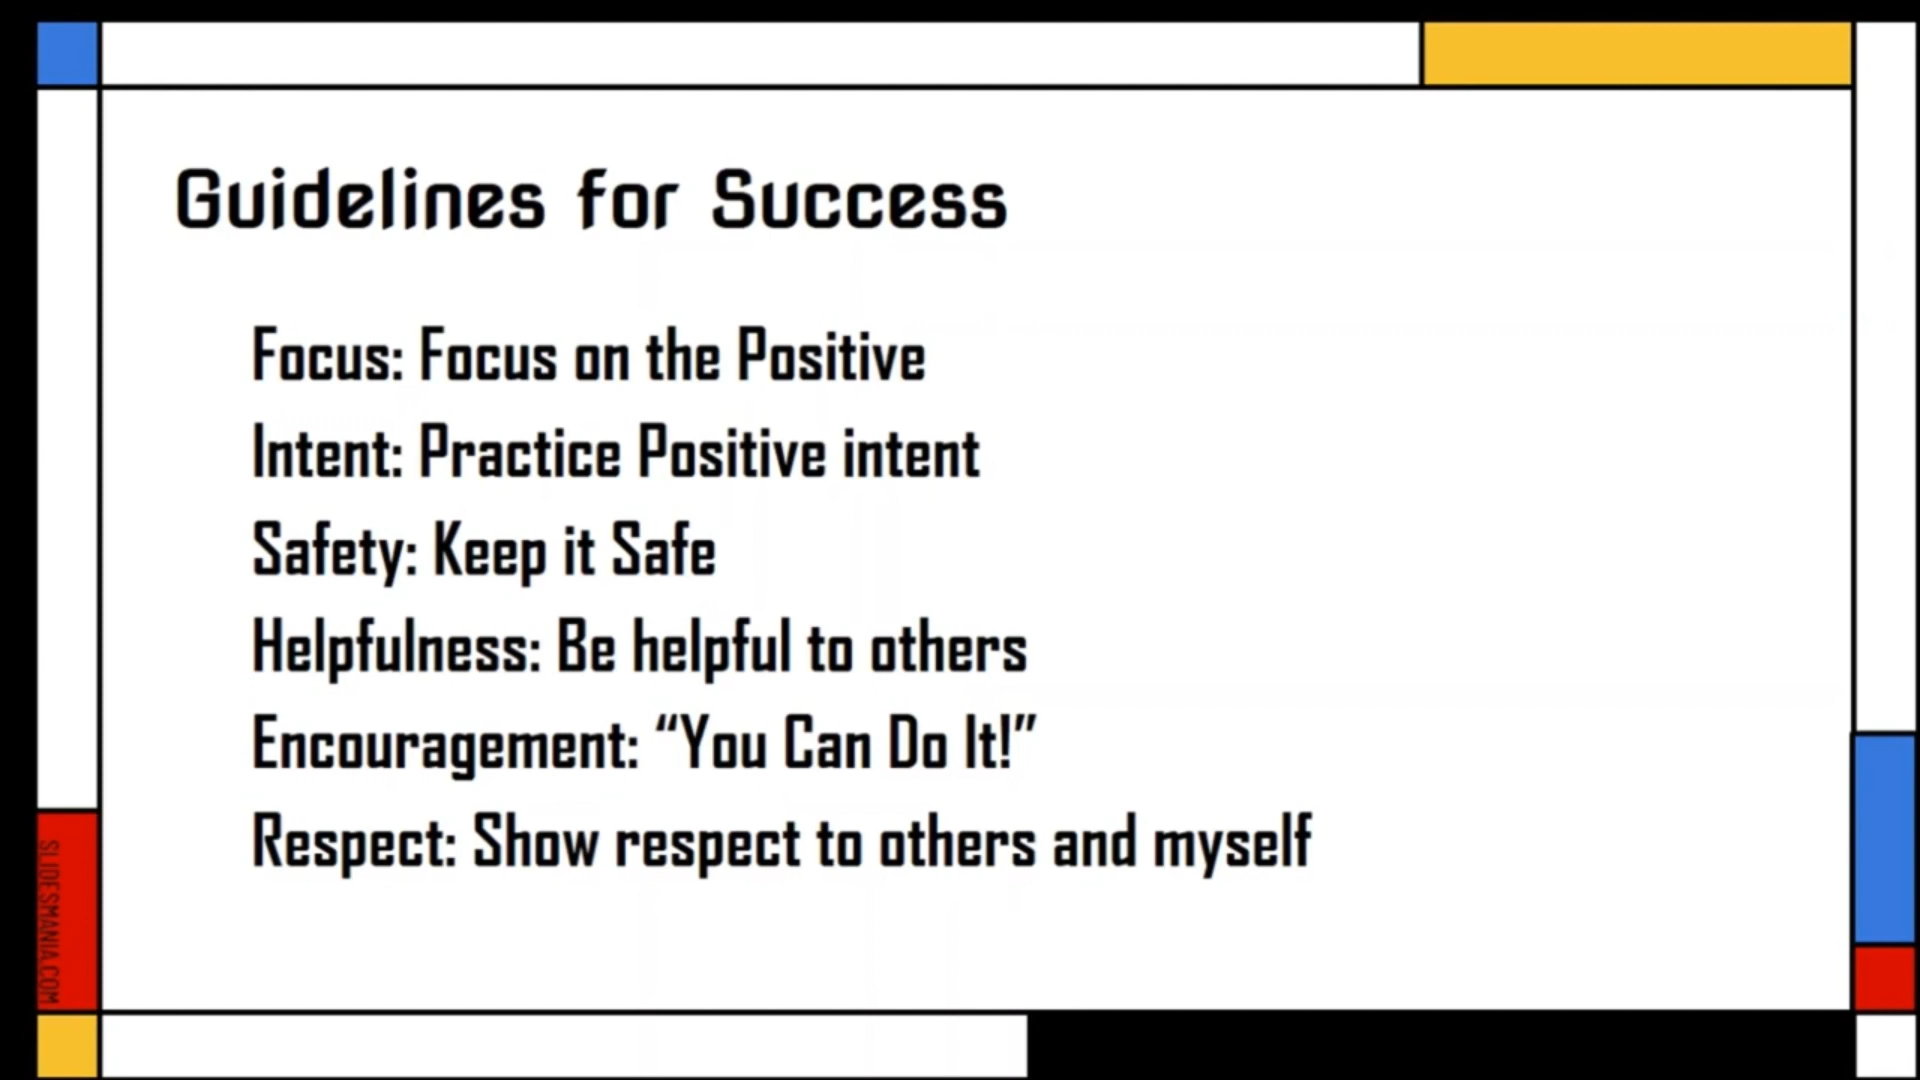 Guidelines for Success
Focus: Focus on the Positive
Intent: Practice Positive intent
Safety: Keep it Safe
Helpfulness: Be helpful to others
Encouragement: “You Can Do It!”
Respect: Show respect to others and myself
SLIDESMANIA.COM